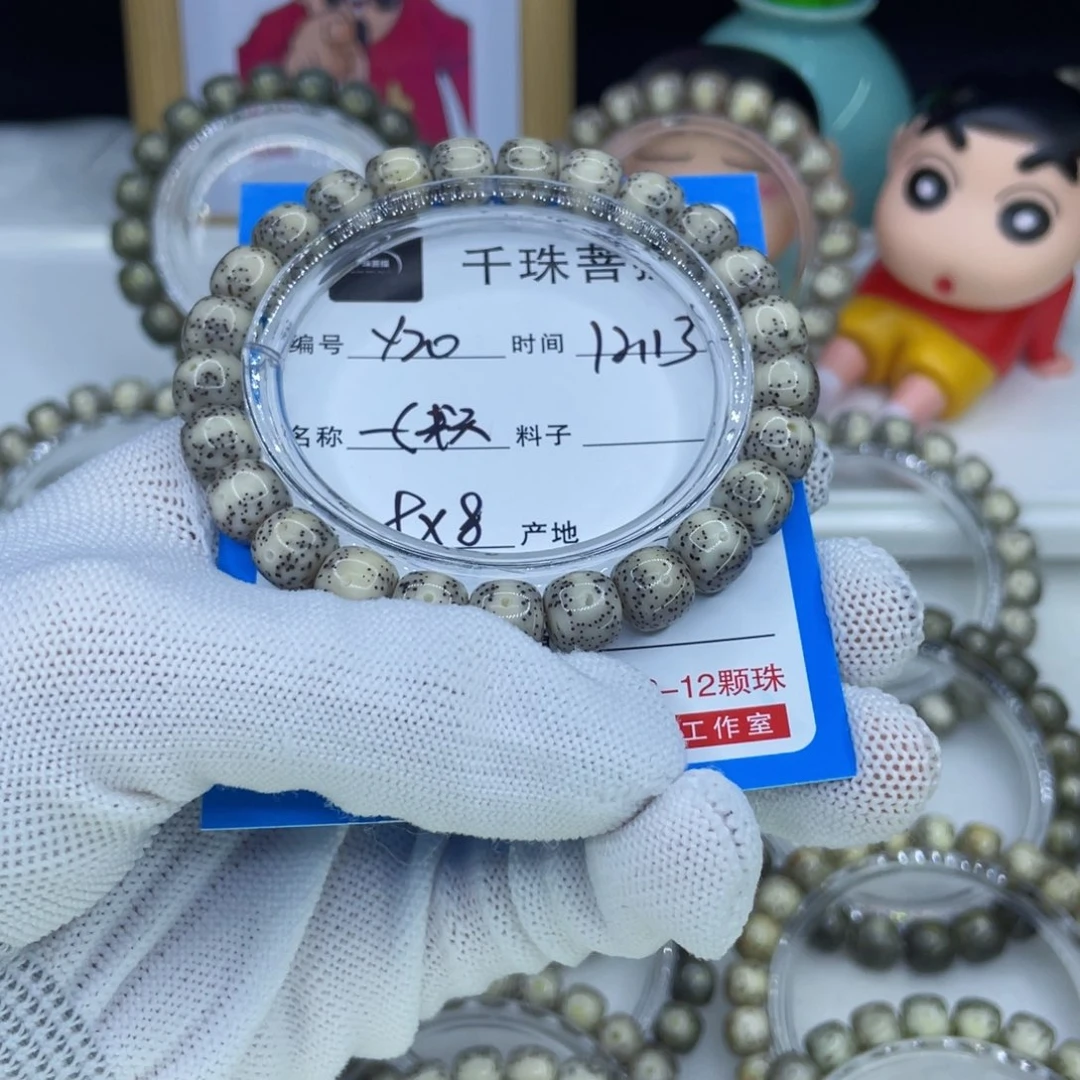 千珠菩
编号 Y20 时间 12.13
名称 料子
8x8 产地
-12颗珠
工作室